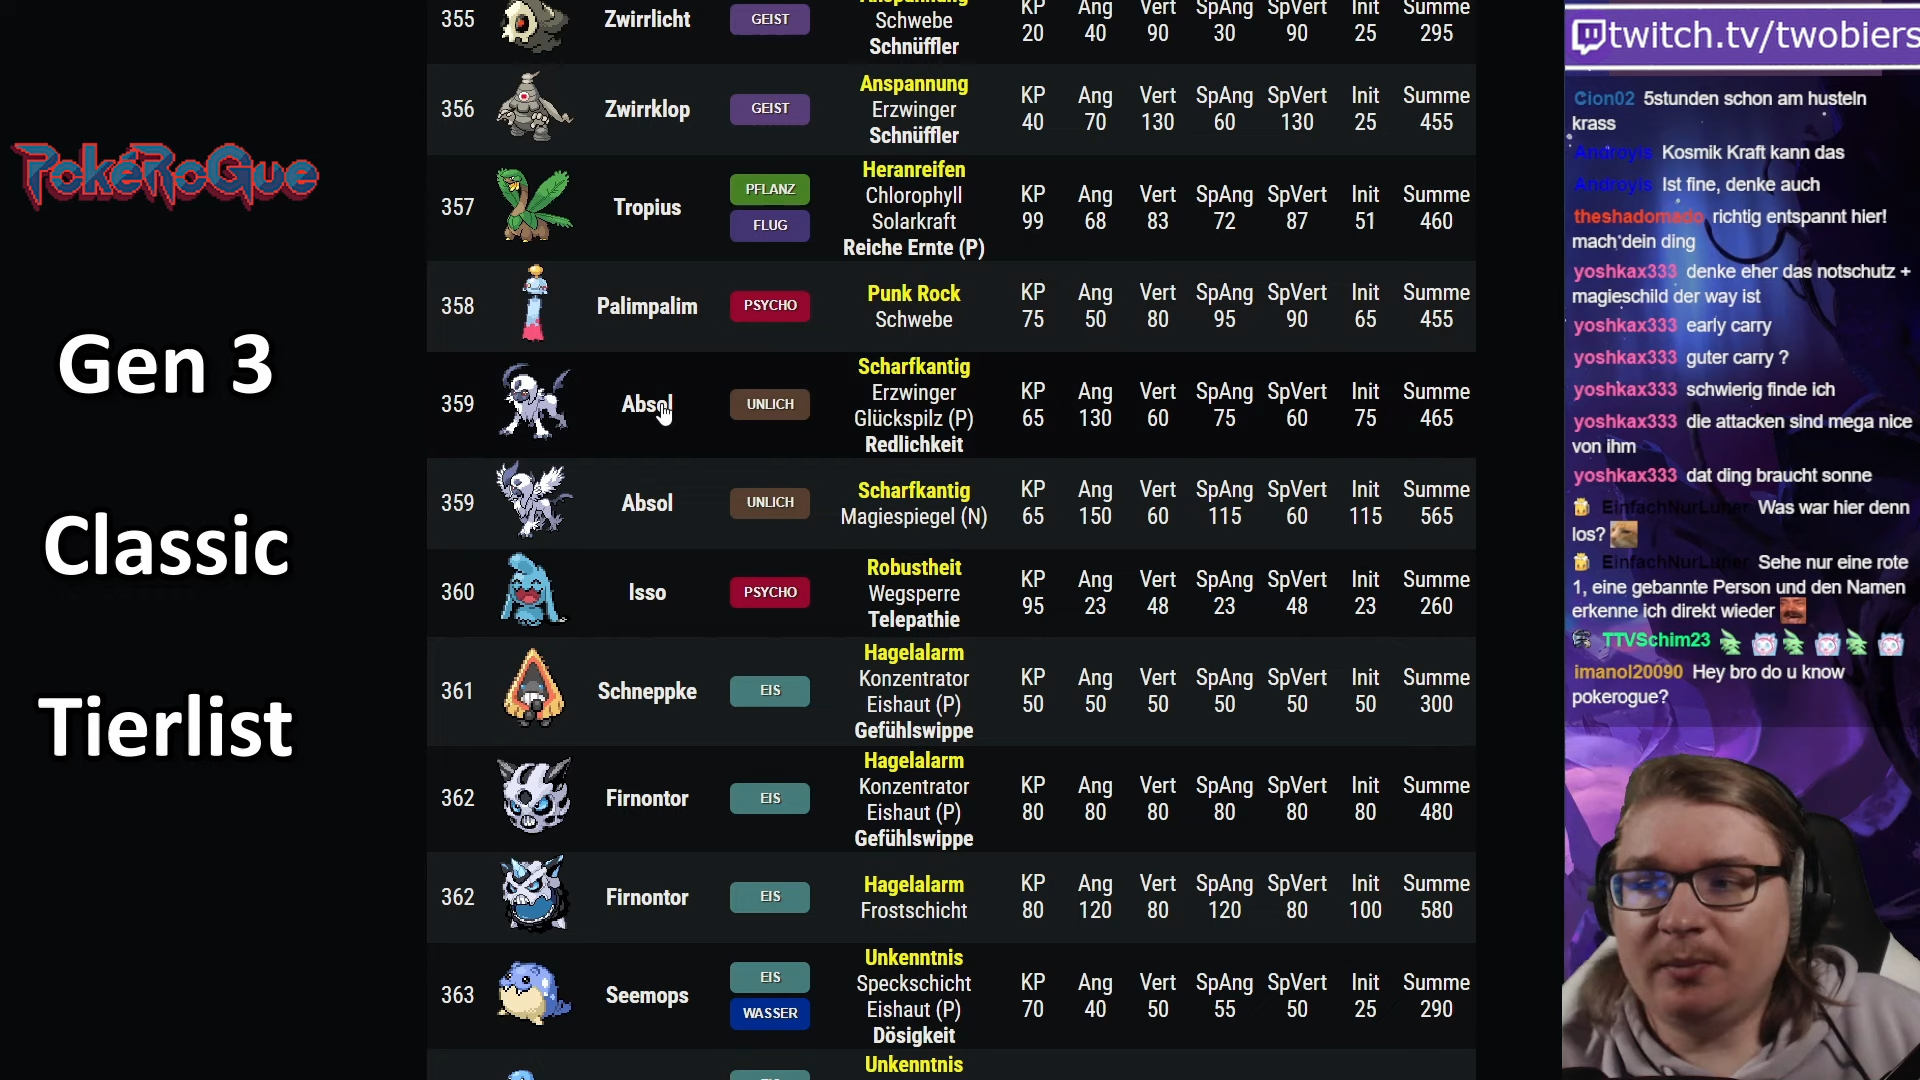 PokéRogue
Gen 3
Classic
Tierlist
355 Zwirrlicht GEIST Schwebe Schnüffler KP 20 Ang 40 Vert 90 SpAng 30 SpVert 90 Init 25 Summe 295
356 Zwirrklop GEIST Anspannung Erzwinger Schnüffler KP 40 Ang 70 Vert 130 SpAng 60 SpVert 130 Init 25 Summe 455
357 Tropius PFLANZ FLUG Heranreifen Chlorophyll Solarkraft Reiche Ernte (P) KP 99 Ang 68 Vert 83 SpAng 72 SpVert 87 Init 51 Summe 460
358 Palimpalim PSYCHO Punk Rock Schwebe KP 75 Ang 50 Vert 80 SpAng 95 SpVert 90 Init 65 Summe 455
359 Absol UNLICH Scharfkantig Erzwinger Glückspilz (P) Redlichkeit KP 65 Ang 130 Vert 60 SpAng 75 SpVert 60 Init 75 Summe 465
359 Absol UNLICH Scharfkantig Magiespiegel (N) KP 65 Ang 150 Vert 60 SpAng 115 SpVert 60 Init 115 Summe 565
360 Isso PSYCHO Robustheit Wegsperre Telepathie KP 95 Ang 23 Vert 48 SpAng 23 SpVert 48 Init 23 Summe 260
361 Schneppke EIS Hagelalarm Konzentrator Eishaut (P) Gefühlswippe KP 50 Ang 50 Vert 50 SpAng 50 SpVert 50 Init 50 Summe 300
362 Firnontor EIS Hagelalarm Konzentrator Eishaut (P) Gefühlswippe KP 80 Ang 80 Vert 80 SpAng 80 SpVert 80 Init 80 Summe 480
362 Firnontor EIS Hagelalarm Frostschicht KP 80 Ang 120 Vert 80 SpAng 120 SpVert 80 Init 100 Summe 580
363 Seemops EIS WASSER Unkenntnis Speckschicht Eishaut (P) Dösigkeit KP 70 Ang 40 Vert 50 SpAng 55 SpVert 50 Init 25 Summe 290
Unkenntnis
twitch.tv/twobiers
Cion02 5stunden schon am husteln
krass
Androyis Kosmik Kraft kann das
Androyis Ist fine, denke auch
theshadomado richtig entspannt hier!
mach dein ding
yoshkax333 denke eher das notschutz +
magieschild der way ist
yoshkax333 early carry
yoshkax333 guter carry ?
yoshkax333 schwierig finde ich
yoshkax333 die attacken sind mega nice
von ihm
yoshkax333 dat ding braucht sonne
EinfachNurLuher Was war hier denn
los?
EinfachNurLuher Sehe nur eine rote
1, eine gebannte Person und den Namen
erkenne ich direkt wieder
TTVSchim23
imanol20090 Hey bro do u know
pokerogue?